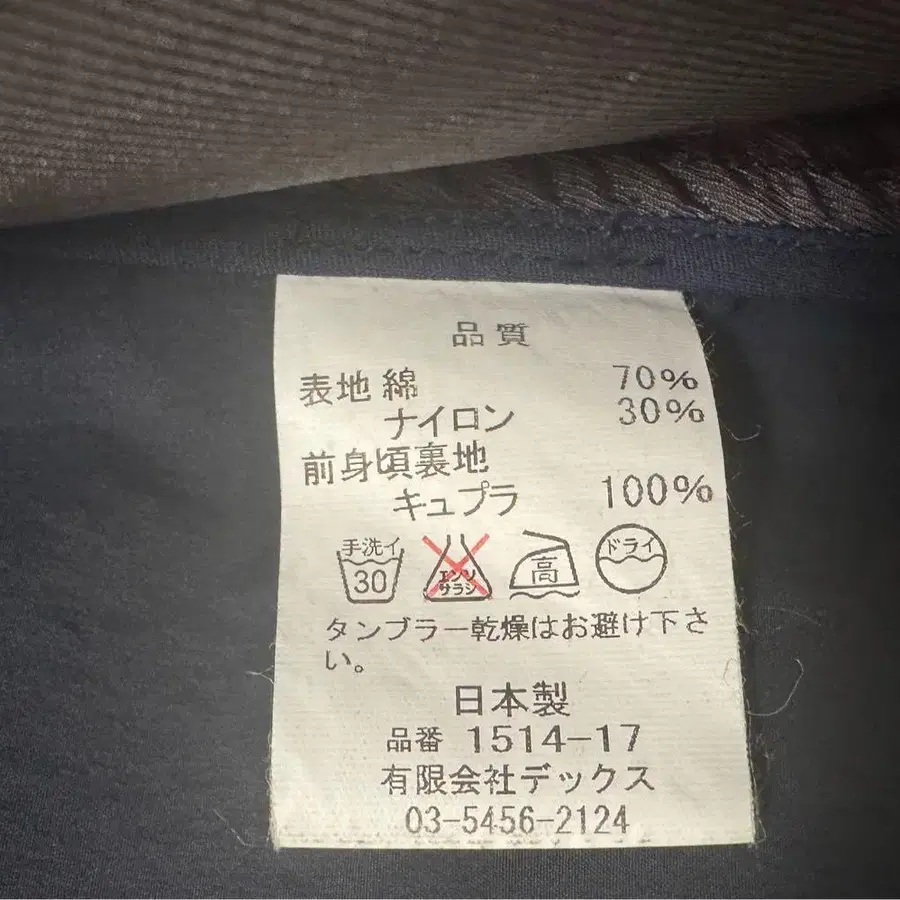 品質
表地 綿 70%
ナイロン 30%
前身頃裏地
キュプラ 100%
手洗イ 30 エンソサラシ 高 ドライ
タンブラー乾燥はお避け下さ
い。
日本製
品番 1514-17
有限会社デックス
03-5456-2124